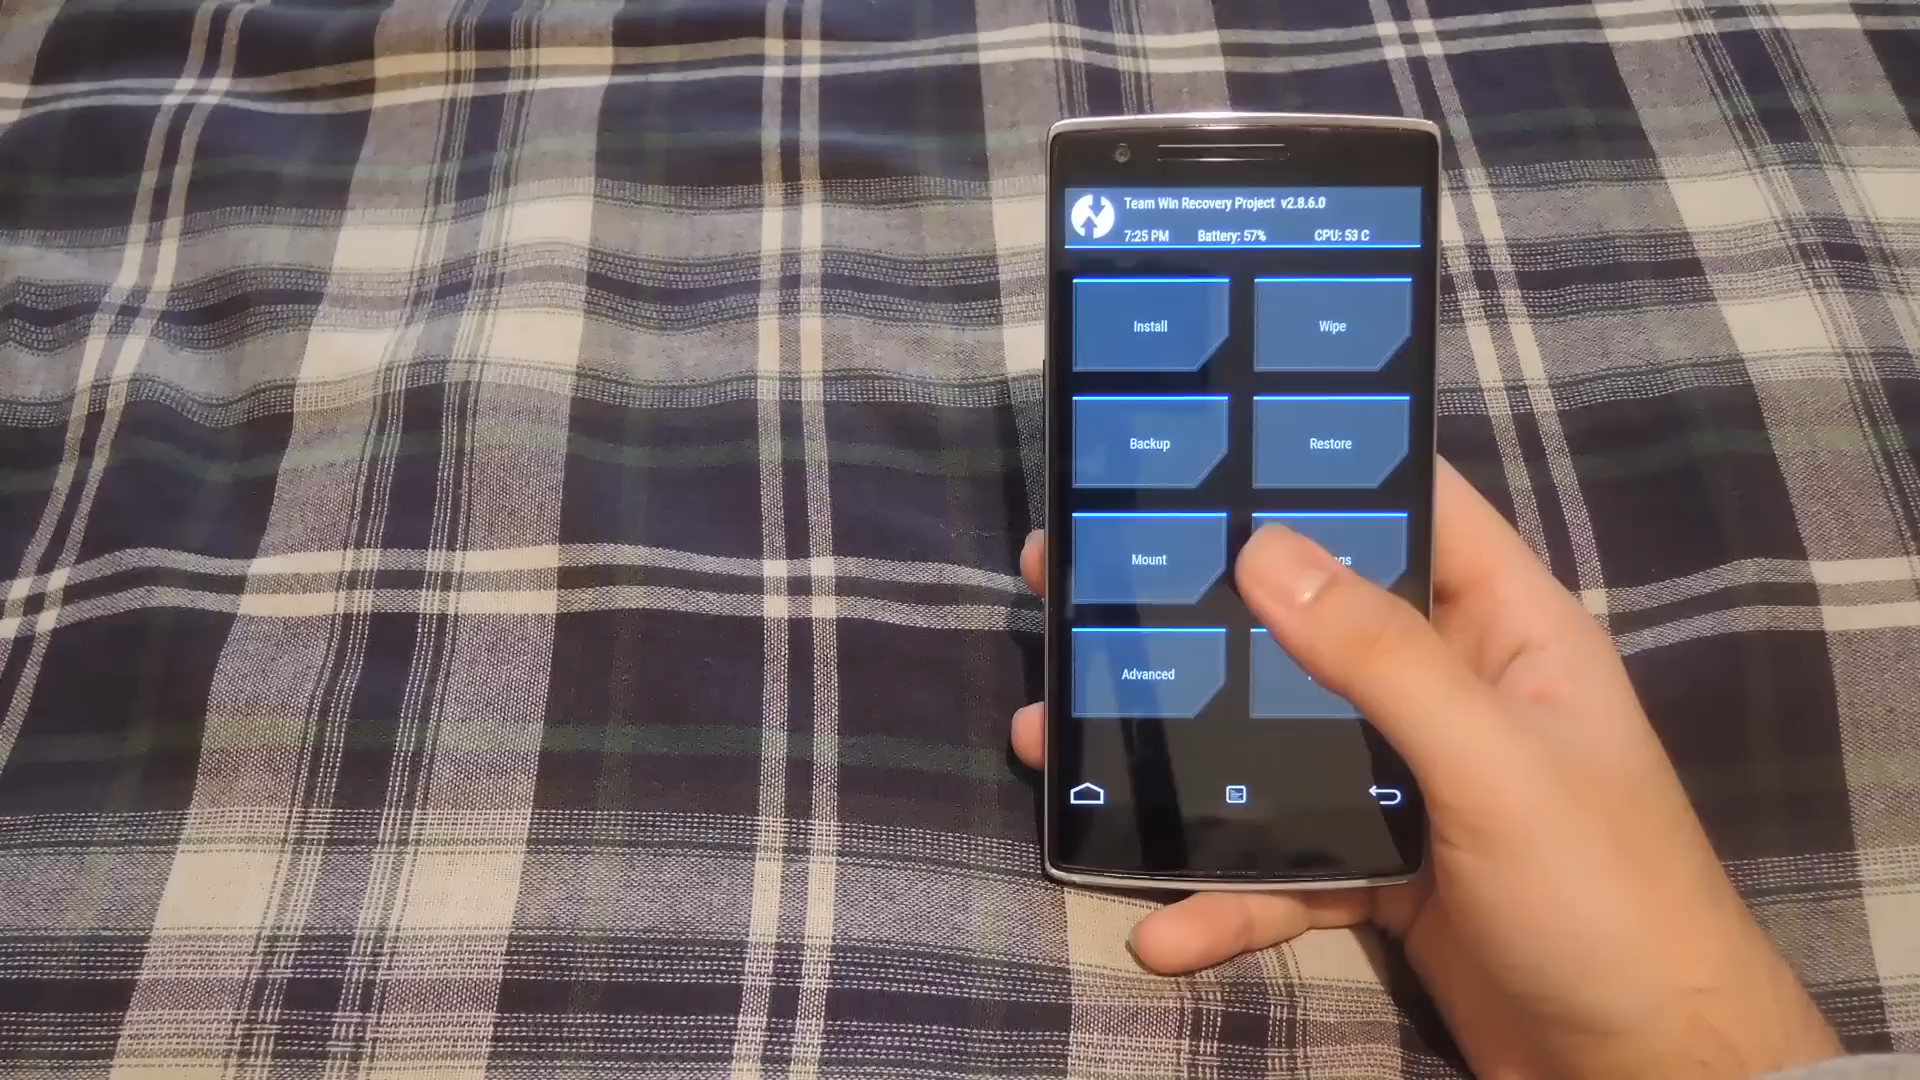 Team Win Recovery Project v2.8.6.0
7:25 PM Battery: 57% CPU: 53 C
Install Wipe
Backup Restore
Mount
Advanced